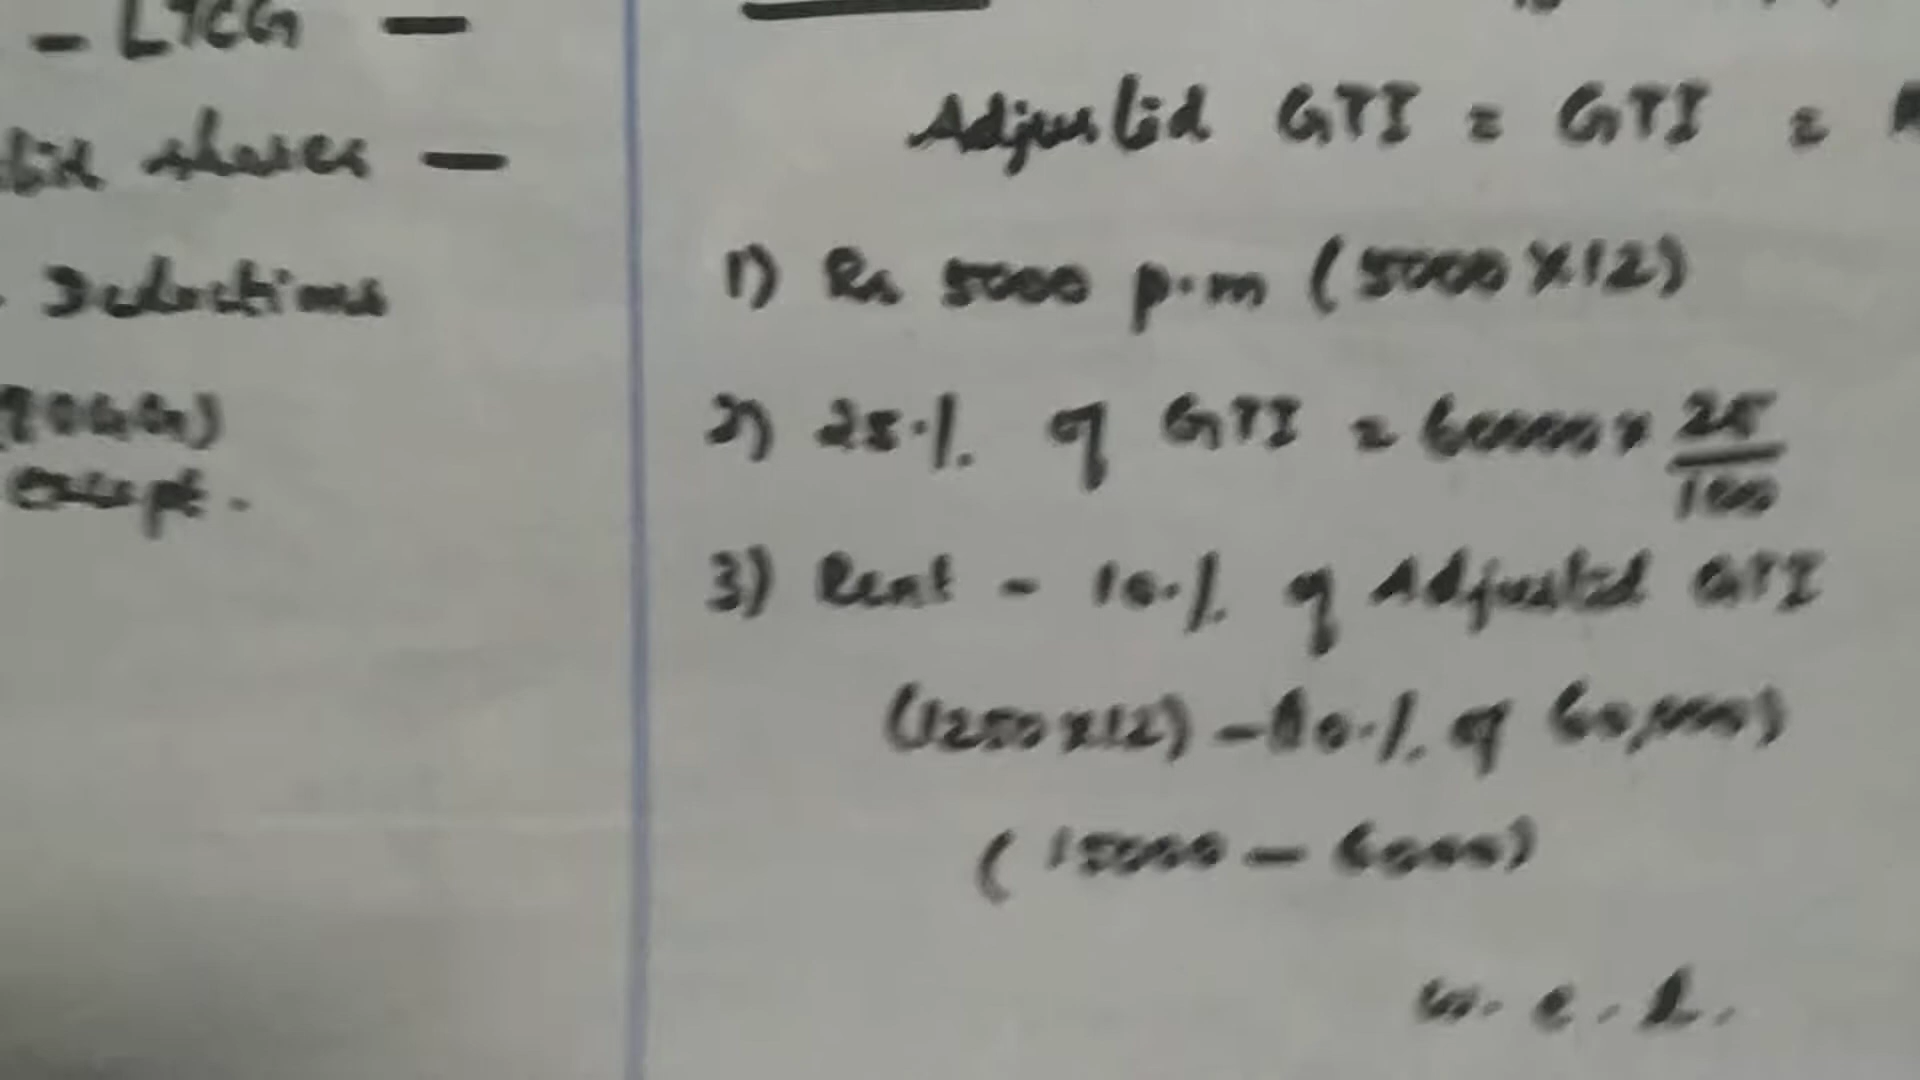 - LTCG -
shares -
Deductions
(80GG)
except.
Adjusted GTI = GTI =
1) Rs 5000 p.m (5000 X 12)
2) 25·/. of GTI = 60000 x 25/100
3) Rent - 10·/. of Adjusted GTI
(1250 x 12) - 10·/. of 60,000)
(15000 - 6000)
w. e. l.